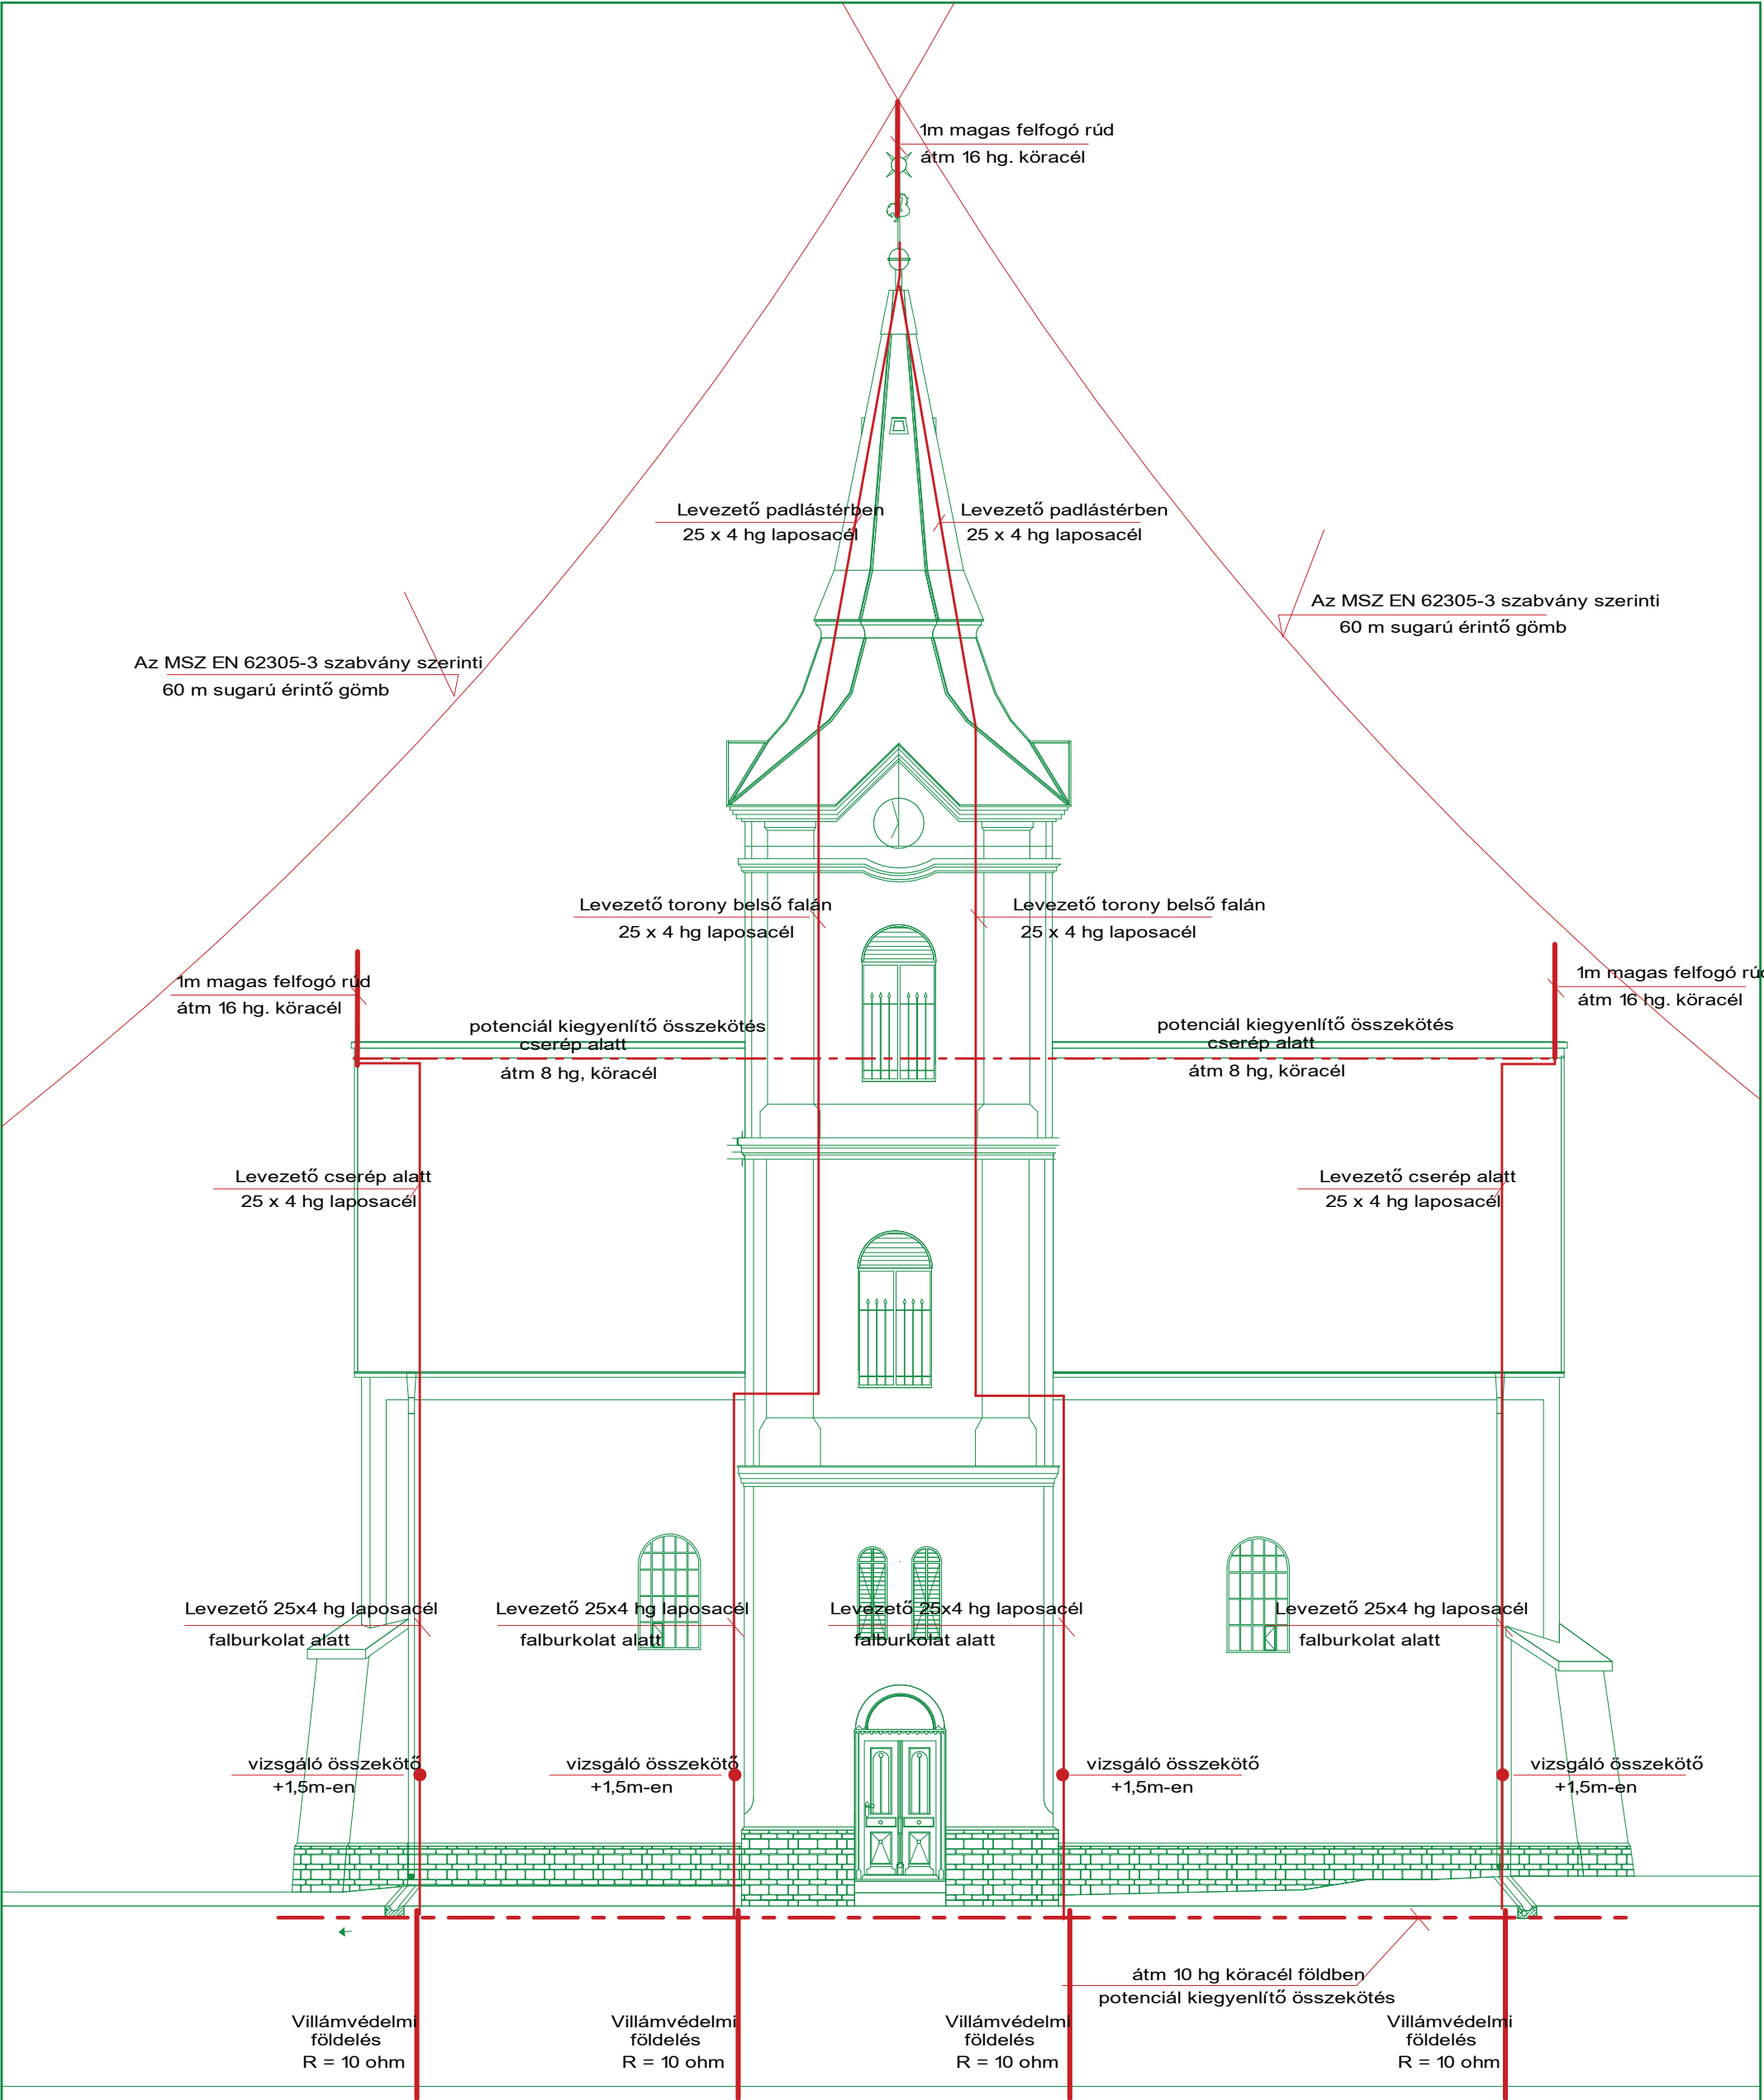 1m magas felfogó rúd
átm 16 hg. köracél
Levezető padlástérben
25 x 4 hg laposacél
Levezető padlástérben
25 x 4 hg laposacél
Az MSZ EN 62305-3 szabvány szerinti
60 m sugarú érintő gömb
Az MSZ EN 62305-3 szabvány szerinti
60 m sugarú érintő gömb
Levezető torony belső falán
25 x 4 hg laposacél
Levezető torony belső falán
25 x 4 hg laposacél
1m magas felfogó rúd
átm 16 hg. köracél
1m magas felfogó rúd
átm 16 hg. köracél
potenciál kiegyenlítő összekötés
cserép alatt
átm 8 hg, köracél
potenciál kiegyenlítő összekötés
cserép alatt
átm 8 hg, köracél
Levezető cserép alatt
25 x 4 hg laposacél
Levezető cserép alatt
25 x 4 hg laposacél
Levezető 25x4 hg laposacél
falburkolat alatt
Levezető 25x4 hg laposacél
falburkolat alatt
Levezető 25x4 hg laposacél
falburkolat alatt
Levezető 25x4 hg laposacél
falburkolat alatt
vizsgáló összekötő
+1,5m-en
vizsgáló összekötő
+1,5m-en
vizsgáló összekötő
+1,5m-en
vizsgáló összekötő
+1,5m-en
átm 10 hg köracél földben
potenciál kiegyenlítő összekötés
Villámvédelmi
földelés
R = 10 ohm
Villámvédelmi
földelés
R = 10 ohm
Villámvédelmi
földelés
R = 10 ohm
Villámvédelmi
földelés
R = 10 ohm